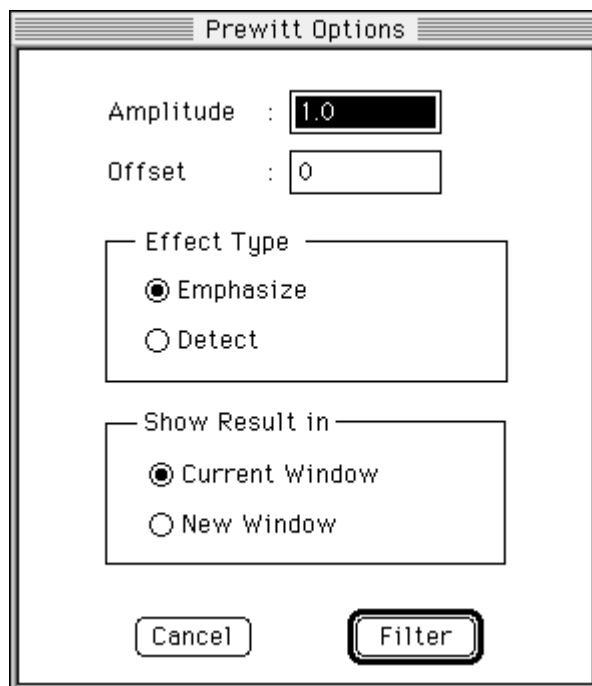 Prewitt Options
Amplitude : 1.0
Offset : 0
Effect Type
Emphasize
Detect
Show Result in
Current Window
New Window
Cancel Filter